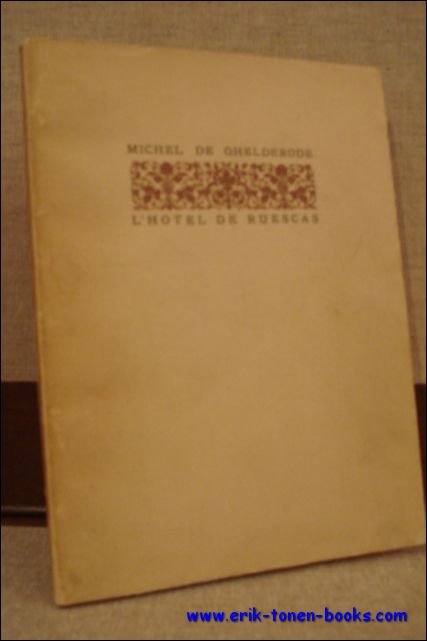 MICHEL DE GHELDERODE
L'HOTEL DE RUESCAS
www.erik-tonen-books.com